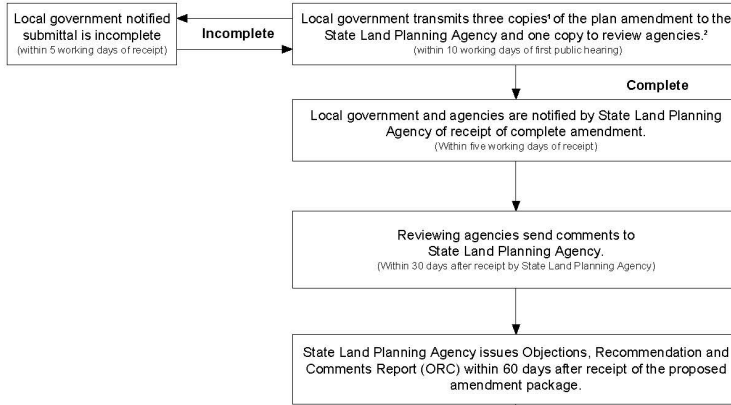 Local government notified
submittal is incomplete
(within 5 working days of receipt)
Incomplete
Local government transmits three copies¹ of the plan amendment to the
State Land Planning Agency and one copy to review agencies.²
(within 10 working days of first public hearing)
Complete
Local government and agencies are notified by State Land Planning
Agency of receipt of complete amendment.
(Within five working days of receipt)
Reviewing agencies send comments to
State Land Planning Agency.
(Within 30 days after receipt by State Land Planning Agency)
State Land Planning Agency issues Objections, Recommendation and
Comments Report (ORC) within 60 days after receipt of the proposed
amendment package.